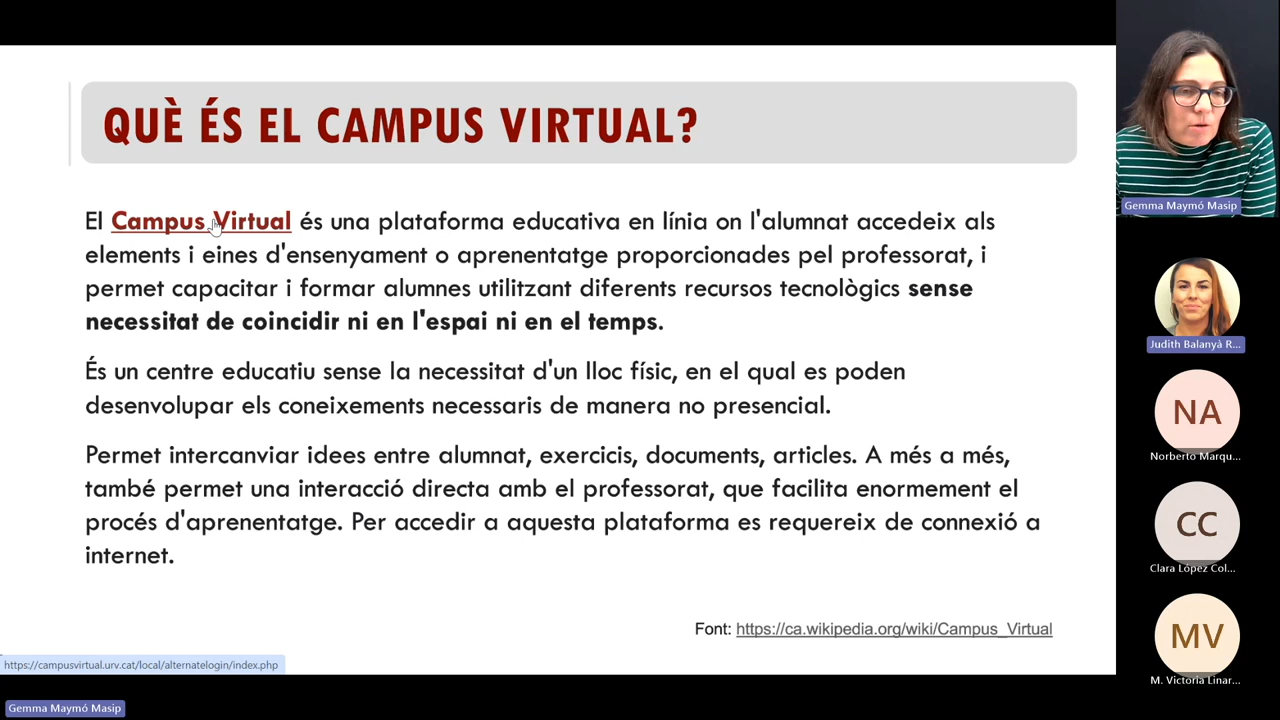 QUÈ ÉS EL CAMPUS VIRTUAL?
El Campus Virtual és una plataforma educativa en línia on l'alumnat accedeix als
elements i eines d'ensenyament o aprenentatge proporcionades pel professorat, i
permet capacitar i formar alumnes utilitzant diferents recursos tecnològics sense
necessitat de coincidir ni en l'espai ni en el temps.
És un centre educatiu sense la necessitat d'un lloc físic, en el qual es poden
desenvolupar els coneixements necessaris de manera no presencial.
Permet intercanviar idees entre alumnat, exercicis, documents, articles. A més a més,
també permet una interacció directa amb el professorat, que facilita enormement el
procés d'aprenentatge. Per accedir a aquesta plataforma es requereix de connexió a
internet.
Font: https://ca.wikipedia.org/wiki/Campus_Virtual
https://campusvirtual.urv.cat/local/alternatelogin/index.php
Gemma Maymó Masip
Gemma Maymó Masip
Judith Balanyà R...
NA
Norberto Marqu...
CC
Clara López Col...
MV
M. Victoria Linar...